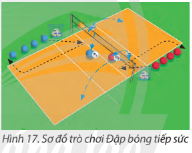 Hình 17. Sơ đồ trò chơi Đập bóng tiếp sức